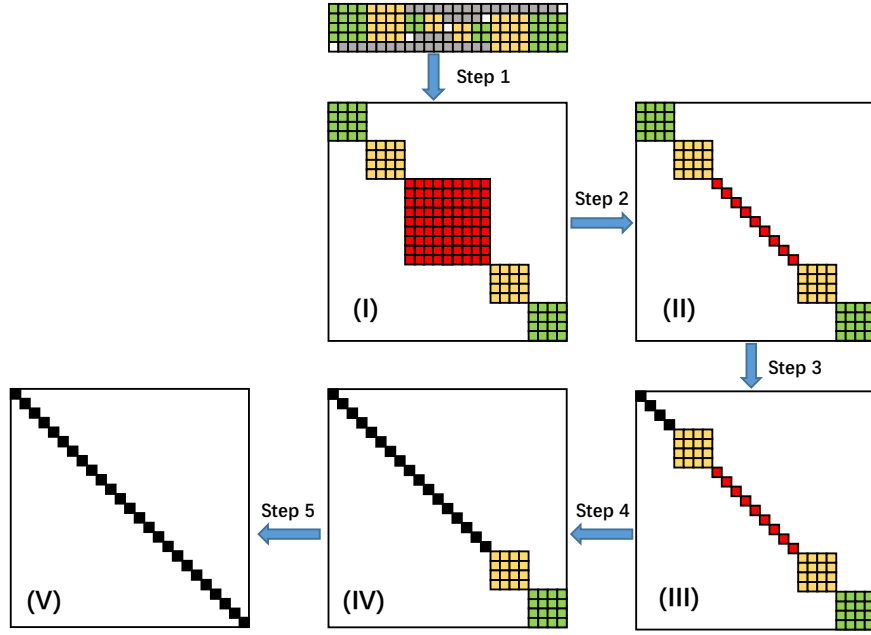 Step 1
(I)
Step 2
(II)
Step 3
(III)
Step 4
(IV)
Step 5
(V)